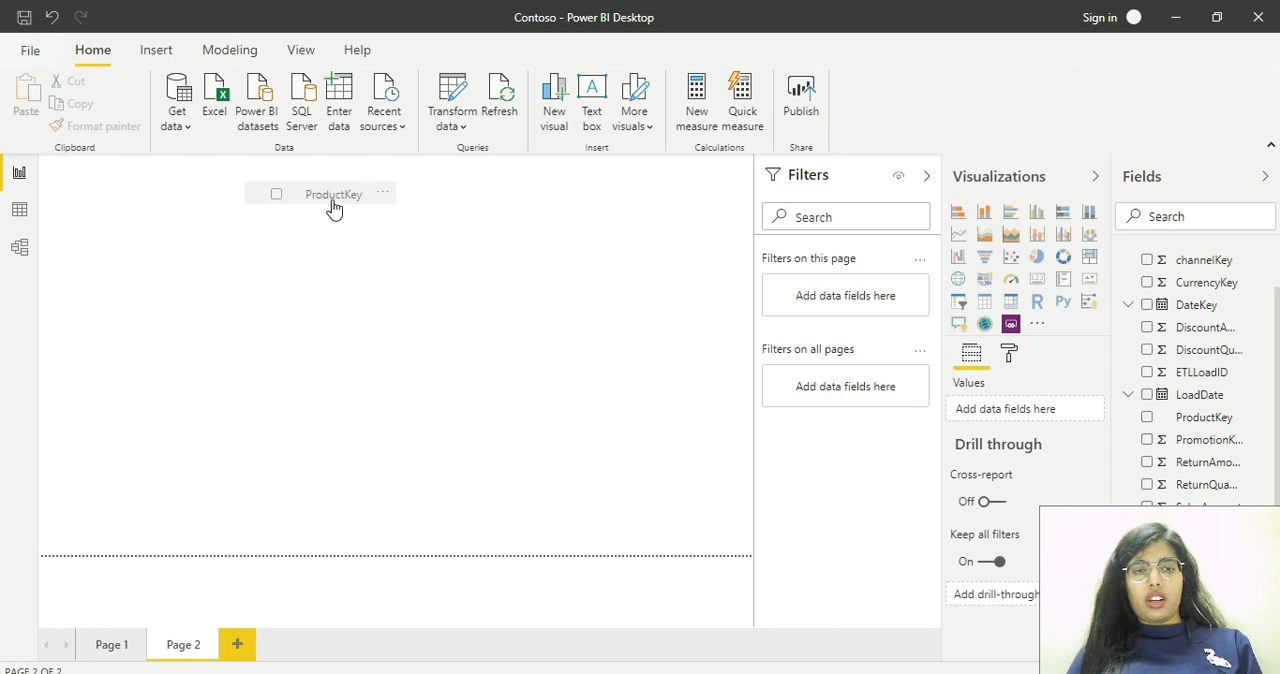 Contoso - Power BI Desktop
Sign in
File
Home
Insert
Modeling
View
Help
Paste
Cut
Copy
Format painter
Clipboard
Get data
Excel
Power BI datasets
SQL Server
Enter data
Recent sources
Data
Transform data
Refresh
Queries
New visual
A
Text box
More visuals
Insert
New measure
Quick measure
Calculations
Publish
Share
ProductKey ...
Filters
Search
Filters on this page ...
Add data fields here
Filters on all pages ...
Add data fields here
Visualizations
R
Py
...
Values
Add data fields here
Drill through
Cross-report
Off
Keep all filters
On
Add drill-through
Fields
Search
Σ channelKey
Σ CurrencyKey
DateKey
Σ DiscountA...
Σ DiscountQu...
Σ ETLLoadID
LoadDate
ProductKey
Σ PromotionK...
Σ ReturnAmo...
Σ ReturnQua...
Page 1
Page 2
+
PAGE 2 OF 2